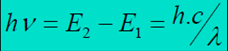 hν = E₂ − E₁ = h.c/λ